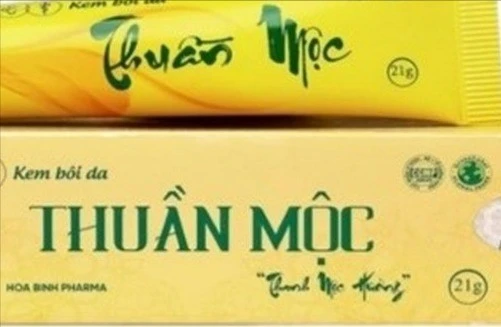 Kem bôi da
Thuần Mộc
21g
Kem bôi da
THUẦN MỘC
HOA BINH PHARMA
"Thanh Mộc Hương"
21g